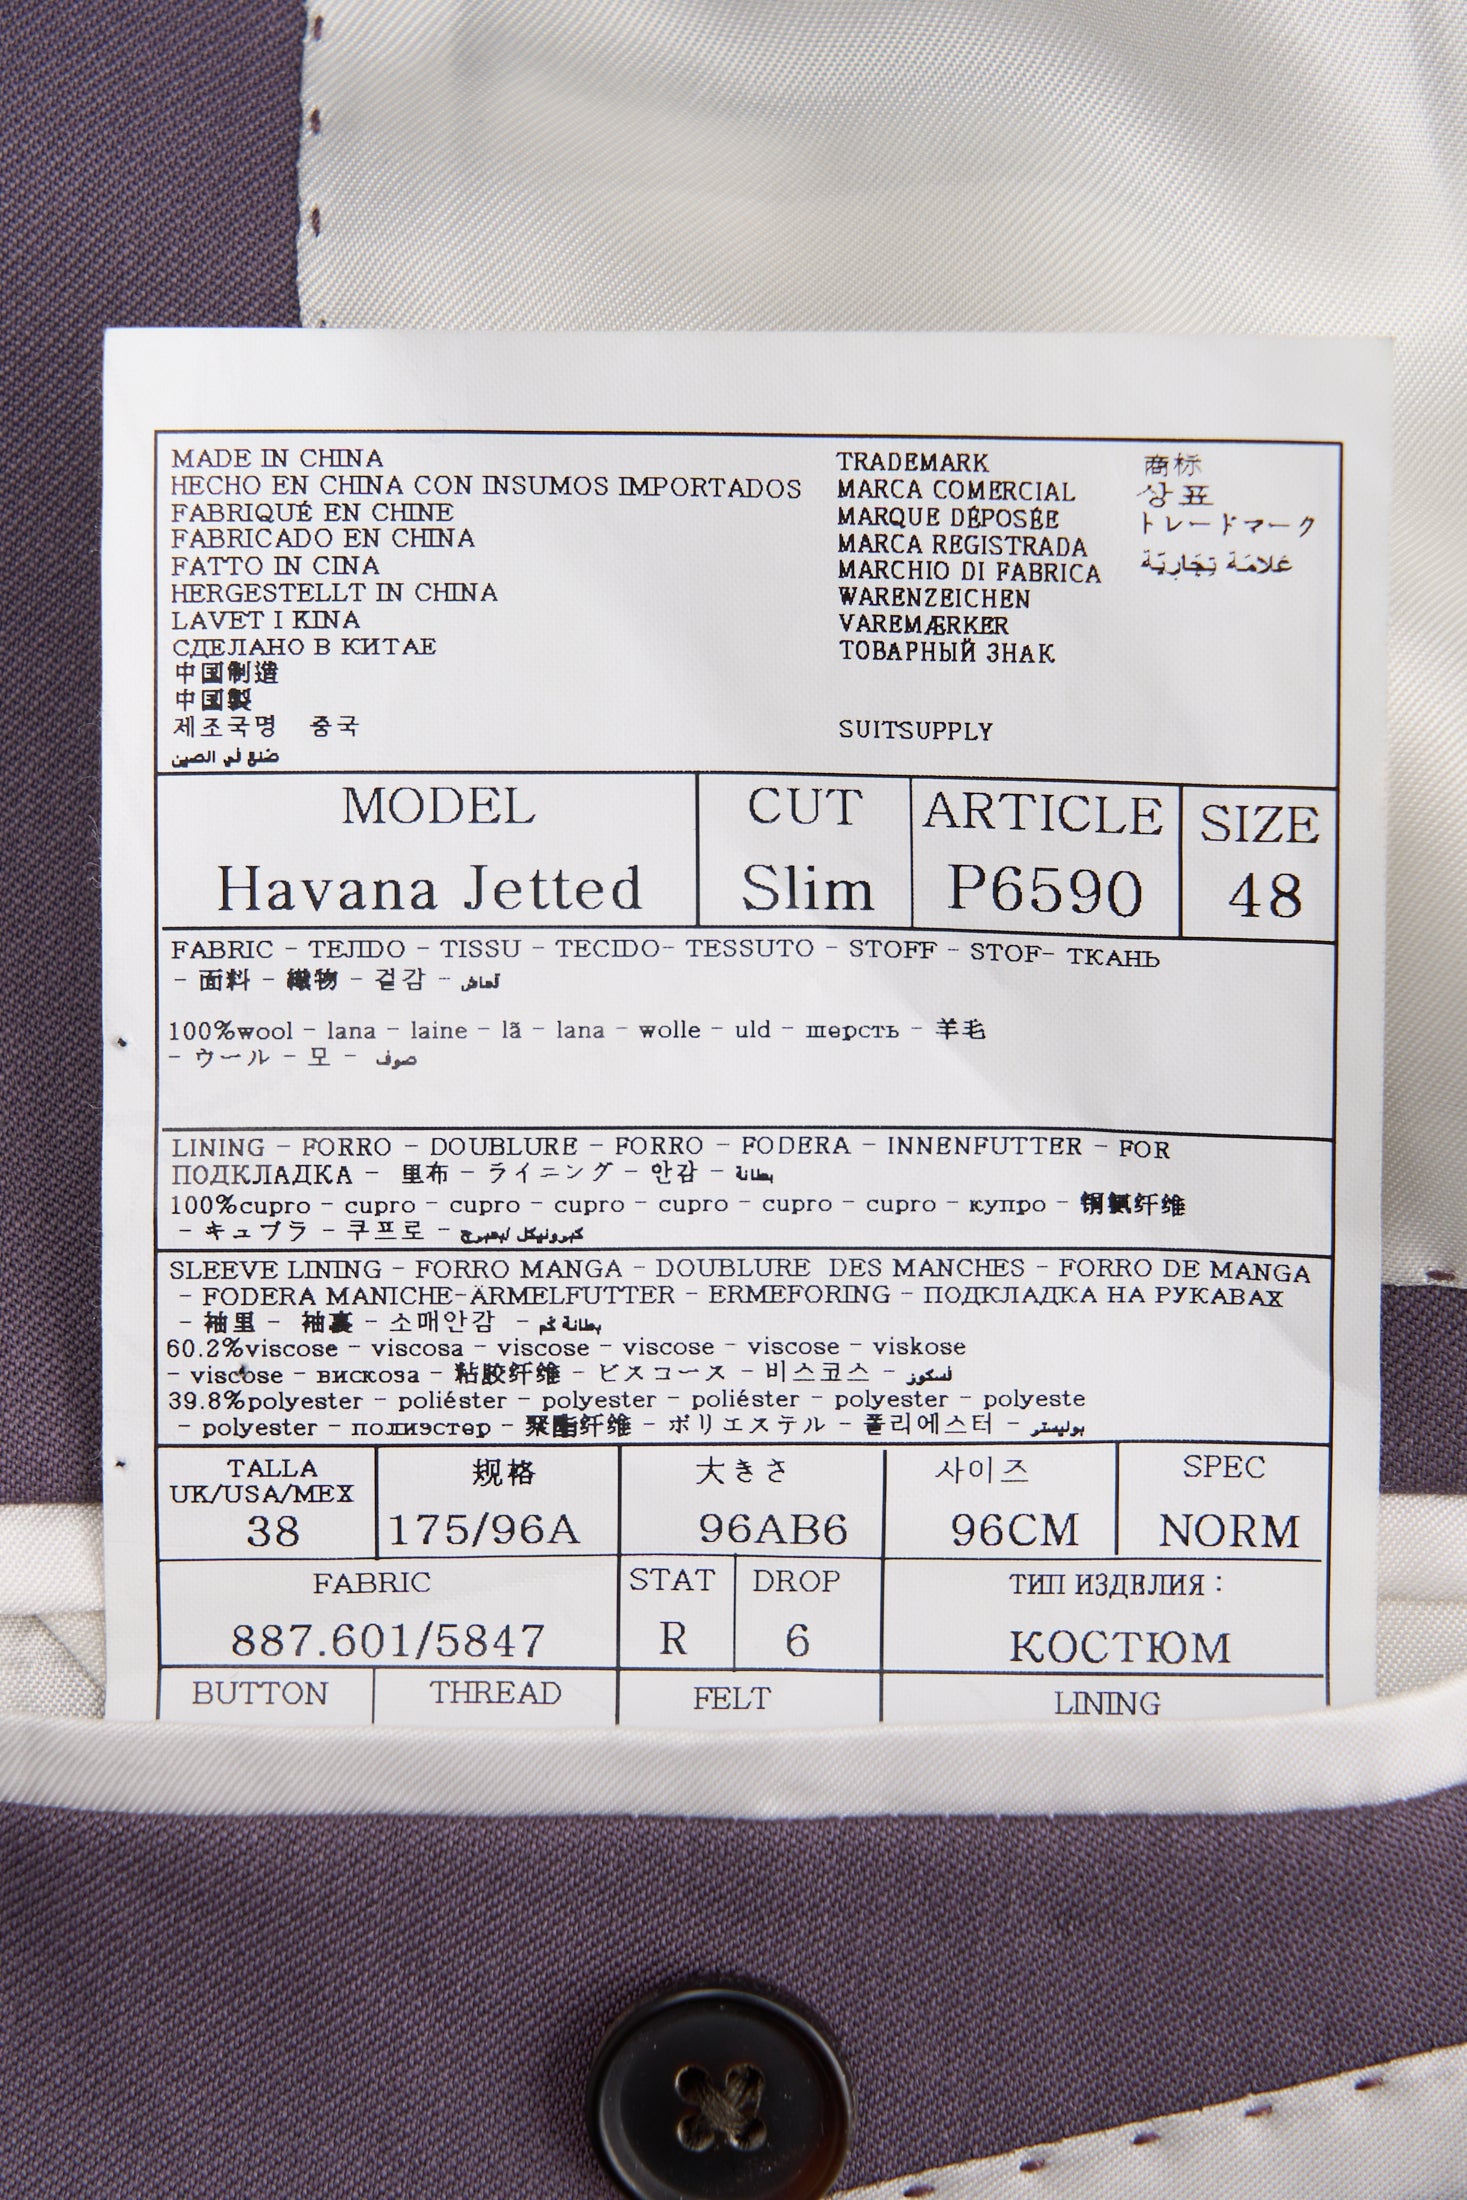 MADE IN CHINA
HECHO EN CHINA CON INSUMOS IMPORTADOS
FABRIQUÉ EN CHINE
FABRICADO EN CHINA
FATTO IN CINA
HERGESTELLT IN CHINA
LAVET I KINA
СДЕЛАНО В КИТАЕ
中国制造
中国製
제조국명 중국
صنع في الصين
TRADEMARK
MARCA COMERCIAL
MARQUE DÉPOSÉE
MARCA REGISTRADA
MARCHIO DI FABRICA
WARENZEICHEN
VAREMÆRKER
ТОВАРНЫЙ ЗНАК
SUITSUPPLY
商标
상표
トレードマーク
عَلامَة تِجَارِيَّة
MODEL
Havana Jetted
CUT
Slim
ARTICLE
P6590
SIZE
48
FABRIC - TEJIDO - TISSU - TECIDO- TESSUTO - STOFF - STOF- ТКАНЬ
- 面料 - 織物 - 겉감 - قماش
100%wool - lana - laine - lã - lana - wolle - uld - шерсть - 羊毛
- ウール - 모 - صوف
LINING - FORRO - DOUBLURE - FORRO - FODERA - INNENFUTTER - FOR
ПОДКЛАДКА - 里布 - ライニング - 안감 - بطانة
100%cupro - cupro cupro - cupro - cupro - cupro - cupro - купро - 铜氨纤维
- キュプラ - 쿠프로 -
SLEEVE LINING - FORRO MANGA - DOUBLURE DES MANCHES - FORRO DE MANGA
- FODERA MANICHE-ÄRMELFUTTER - ERMEFORING - ПОДКЛАДКА НА РУКАВАХ
- 袖里 - 袖裏 - 소매안감 - بطانة كم
60.2%viscose - viscosa - viscose - viscose - viscose - viskose
- viscose - вискоза - 粘胶纤维 - ビスコース - 비스코스 - فسكوز
39.8%polyester - poliéster - polyester - poliéster - polyester - polyeste
- polyester - полиэстер - 聚酯纤维 - ポリエステル - 폴리에스터 - بوليستر
TALLA
UK/USA/MEX
38
规格
175/96A
大きさ
96AB6
사이즈
96CM
SPEC
NORM
FABRIC
887.601/5847
STAT
R
DROP
6
ТИП ИЗДЕЛИЯ :
КОСТЮМ
BUTTON
THREAD
FELT
LINING